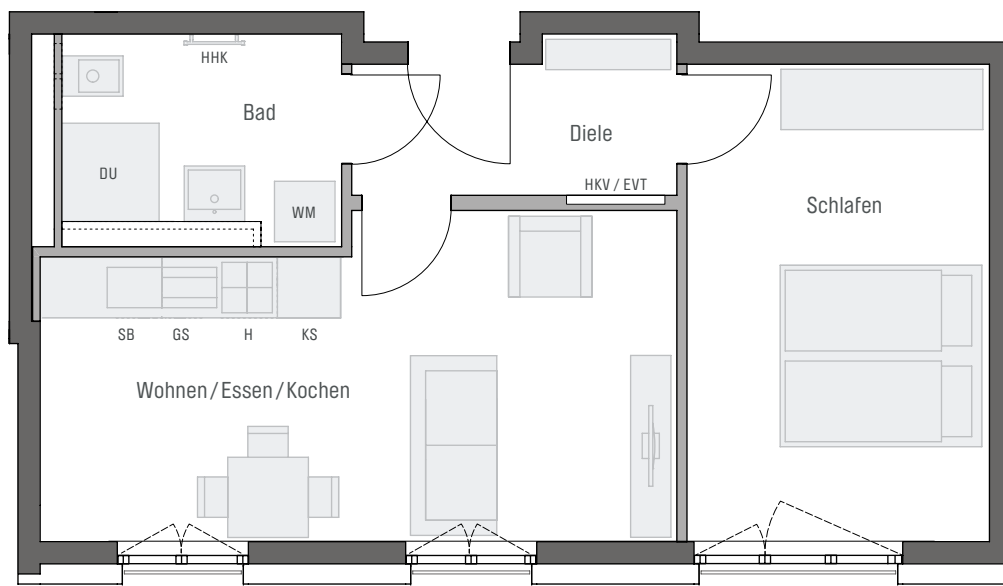 HHK
Bad
Diele
DU
HKV / EVT
WM
Schlafen
SB
GS
H
KS
Wohnen / Essen / Kochen